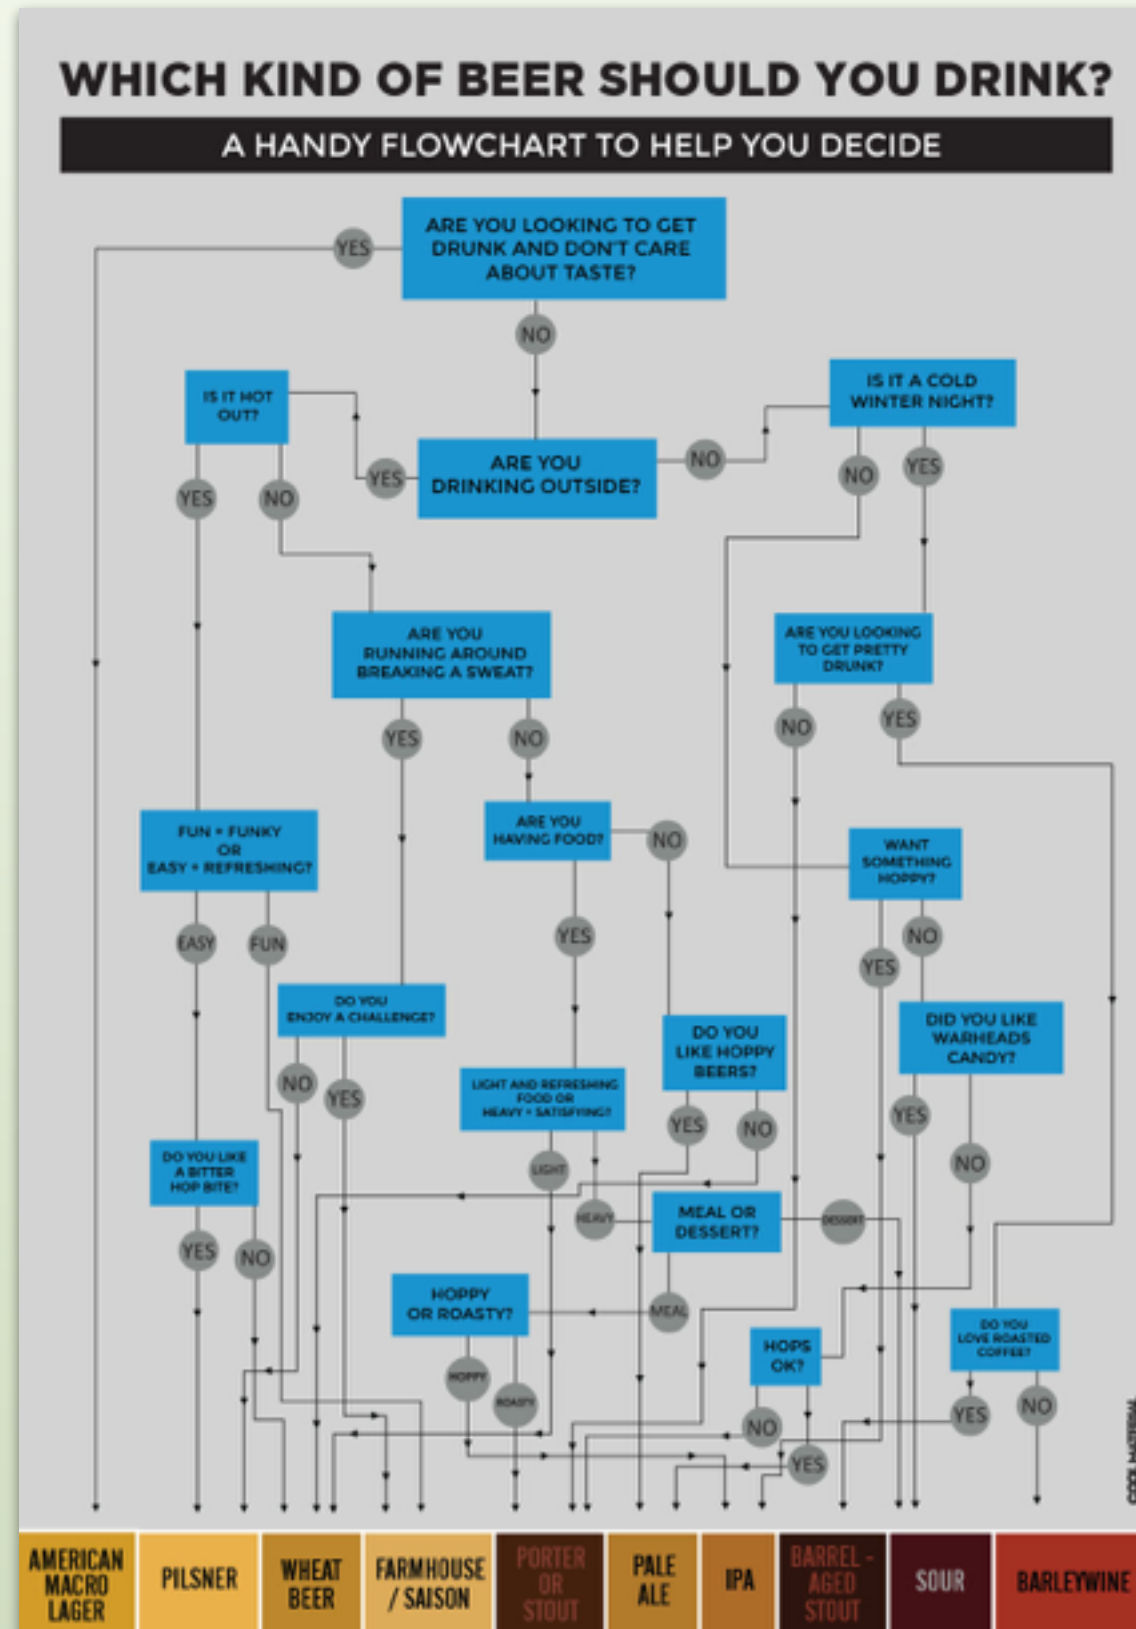 WHICH KIND OF BEER SHOULD YOU DRINK?
A HANDY FLOWCHART TO HELP YOU DECIDE
ARE YOU LOOKING TO GET
DRUNK AND DON'T CARE
ABOUT TASTE?
YES
NO
IS IT HOT
OUT?
IS IT A COLD
WINTER NIGHT?
ARE YOU
DRINKING OUTSIDE?
YES
NO
YES
NO
NO
YES
ARE YOU
RUNNING AROUND
BREAKING A SWEAT?
ARE YOU LOOKING
TO GET PRETTY
DRUNK?
YES
NO
NO
YES
FUN + FUNKY
OR
EASY + REFRESHING?
ARE YOU
HAVING FOOD?
NO
WANT
SOMETHING
HOPPY?
EASY
FUN
YES
YES
NO
DO YOU
ENJOY A CHALLENGE?
DO YOU
LIKE HOPPY
BEERS?
DID YOU LIKE
WARHEADS
CANDY?
NO
YES
LIGHT AND REFRESHING
FOOD OR
HEAVY + SATISFYING?
YES
NO
YES
NO
DO YOU LIKE
A BITTER
HOP BITE?
LIGHT
HEAVY
MEAL OR
DESSERT?
DESSERT
YES
NO
HOPPY
OR ROASTY?
MEAL
HOPS
OK?
DO YOU
LOVE ROASTED
COFFEE?
HOPPY
ROASTY
NO
YES
YES
NO
AMERICAN
MACRO
LAGER
PILSNER
WHEAT
BEER
FARMHOUSE
/ SAISON
PORTER
OR
STOUT
PALE
ALE
IPA
BARREL -
AGED
STOUT
SOUR
BARLEYWINE